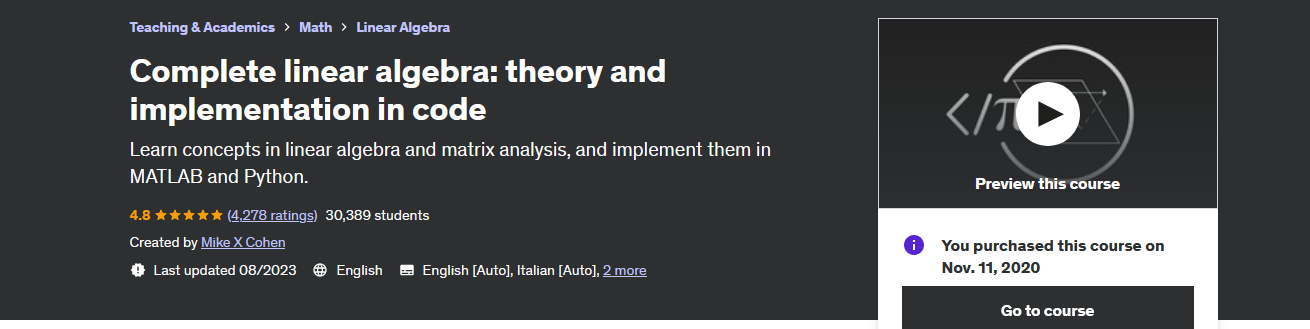 Teaching & Academics > Math > Linear Algebra
Complete linear algebra: theory and
implementation in code
Learn concepts in linear algebra and matrix analysis, and implement them in
MATLAB and Python.
4.8 ★★★★★ (4,278 ratings) 30,389 students
Created by Mike X Cohen
Last updated 08/2023 English English [Auto], Italian [Auto], 2 more
</π
Preview this course
You purchased this course on
Nov. 11, 2020
Go to course